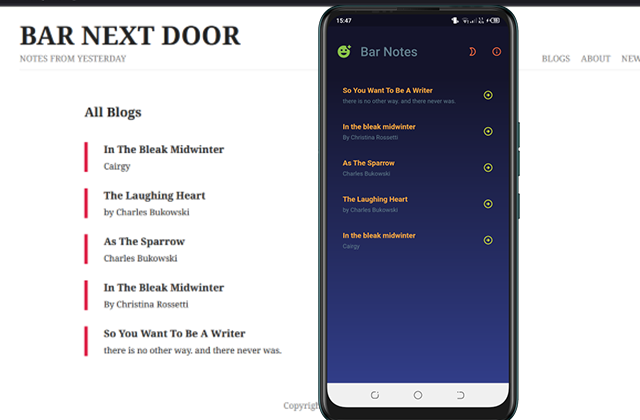 BAR NEXT DOOR
NOTES FROM YESTERDAY
BLOGS ABOUT
All Blogs
In The Bleak Midwinter
Cairgy
The Laughing Heart
by Charles Bukowski
As The Sparrow
Charles Bukowski
In The Bleak Midwinter
By Christina Rossetti
So You Want To Be A Writer
there is no other way. and there never was.
15:47
Bar Notes
So You Want To Be A Writer
there is no other way. and there never was.
In the bleak midwinter
By Christina Rossetti
As The Sparrow
Charles Bukowski
The Laughing Heart
by Charles Bukowski
In the bleak midwinter
Cairgy